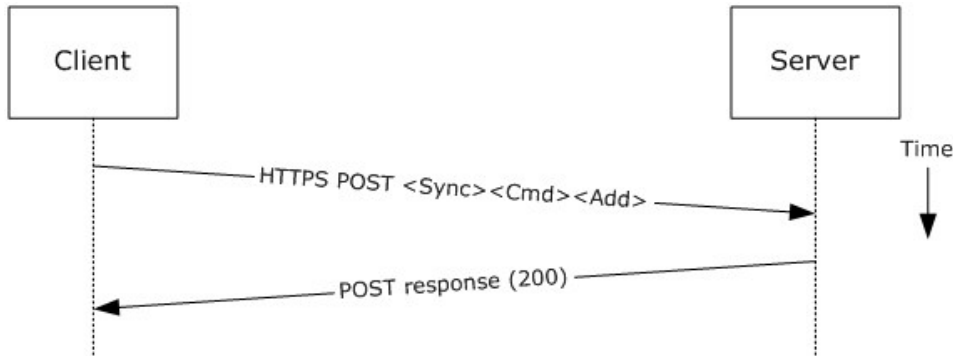 Client
Server
Time
HTTPS POST <Sync><Cmd><Add>
POST response (200)